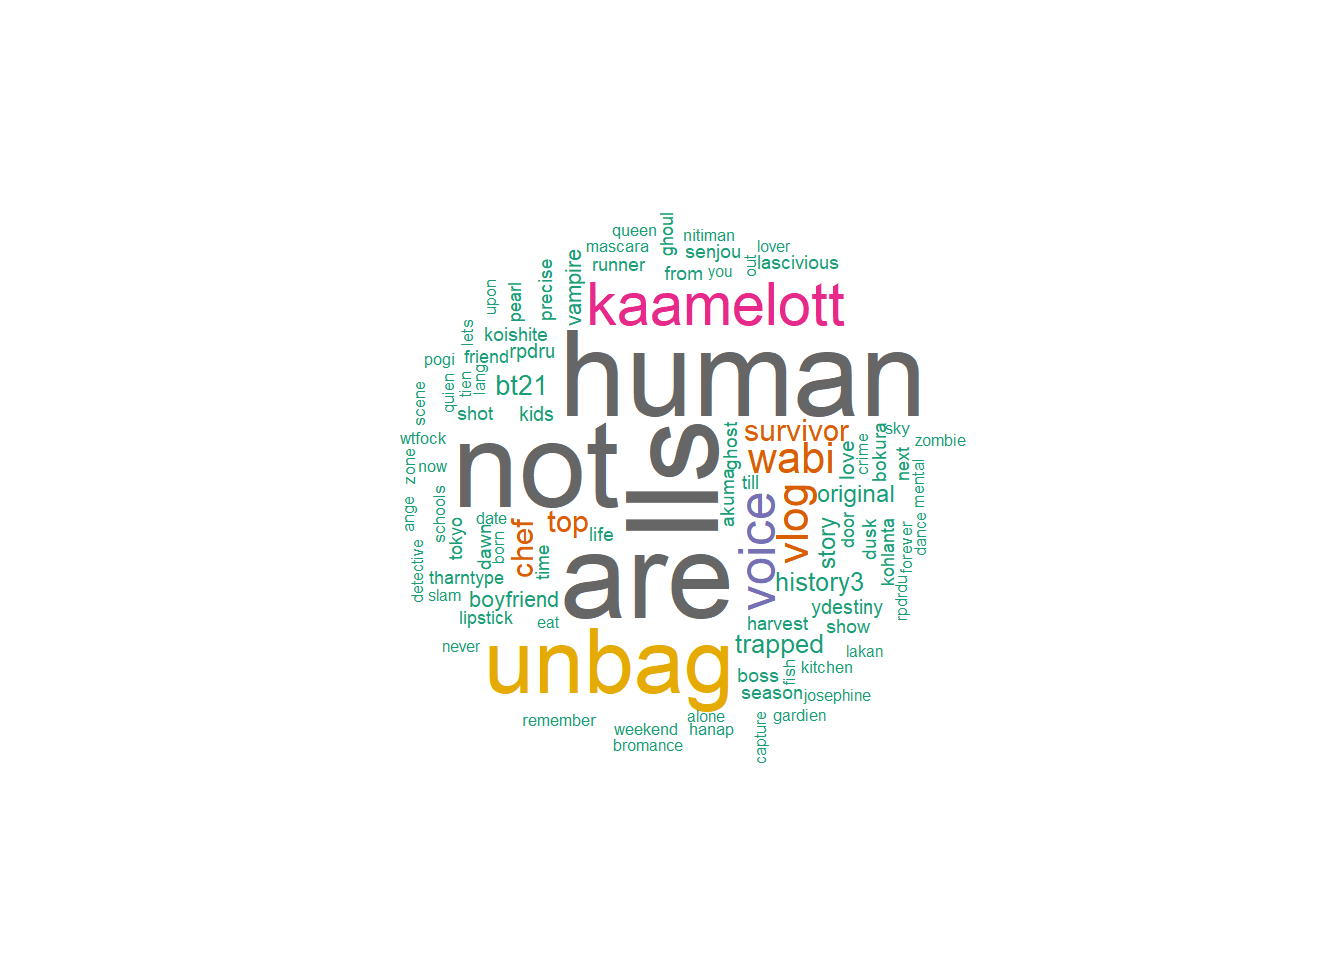 queen
ghoul
nitiman
mascara
senjou
lover
runner
from
you
out
lascivious
vampire
precise
pearl
upon
kaamelott
lets
koishite
human
pogi
friend
rpdru
tien
lang
quien
scene
bt21
shot
kids
wtfock
not
lls
ghost
survivor
sky
zombie
wabi
love
crime
bokura
next
mental
zone
now
akuma
till
vlog
original
voice
ange
schools
tokyo
date
dawn
born
chef
top
life
time
story
door
dusk
kohlanta
forever
dance
detective
tharntype
are
history3
rpdrdu
slam
boyfriend
ydestiny
lipstick
eat
harvest
show
never
unbag
trapped
lakan
boss
fish
kitchen
season
josephine
remember
alone
capture
gardien
weekend
hanap
bromance